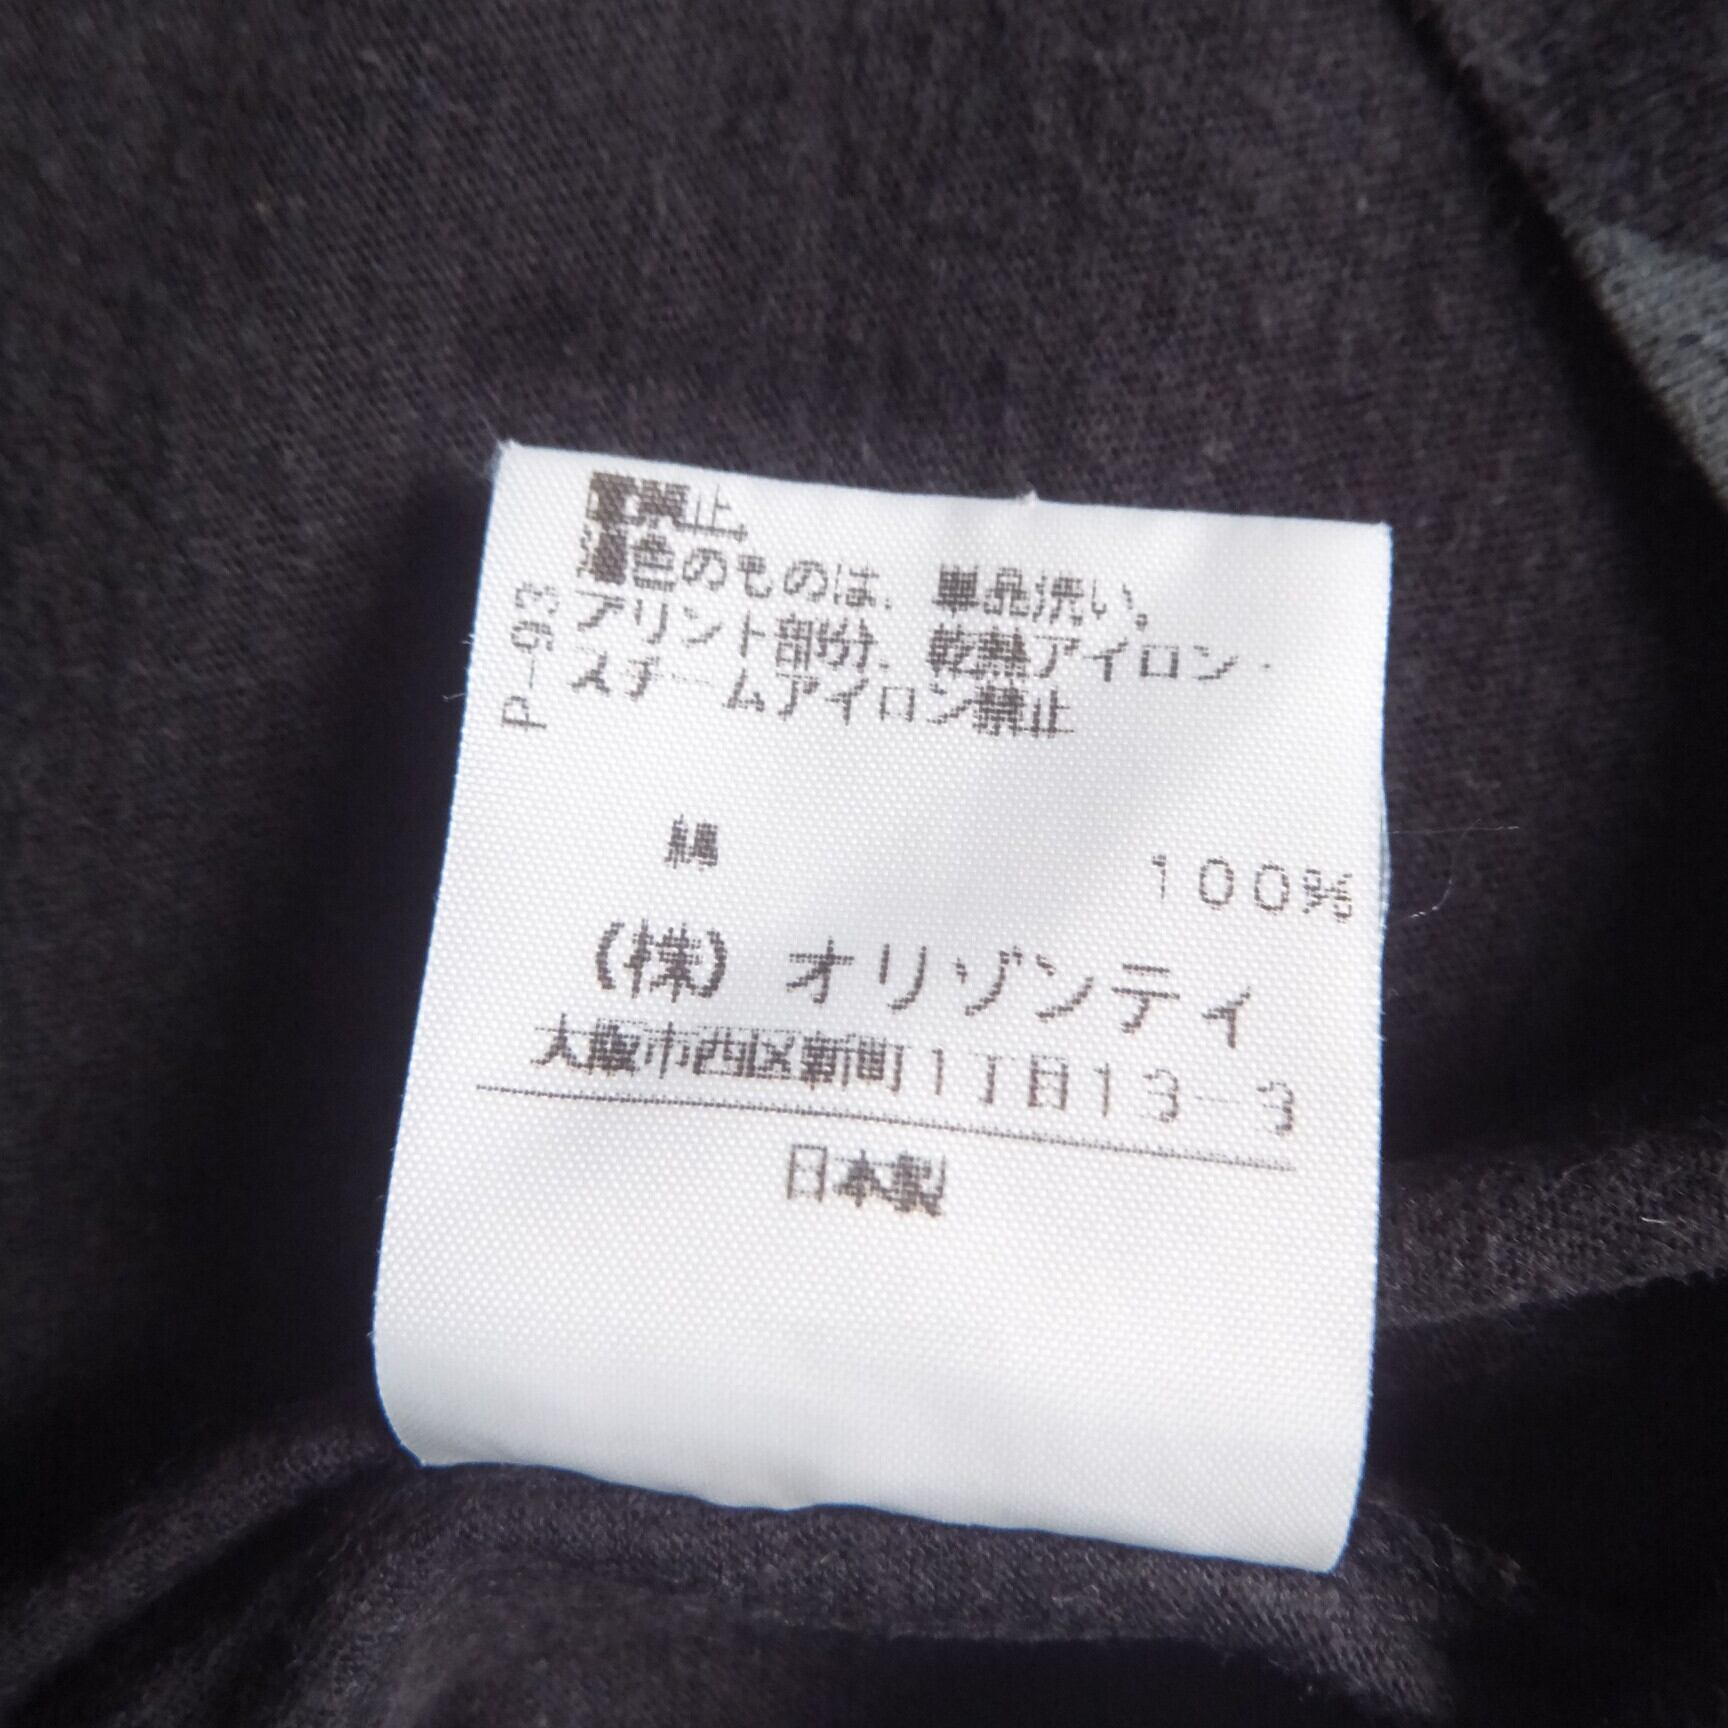 禁止。
濃色のものは、単品洗い。
プリント部分、乾熱アイロン・
スチームアイロン禁止
P-93
綿 100%
(株) オリゾンティ
大阪市西区新町1丁目13-3
日本製